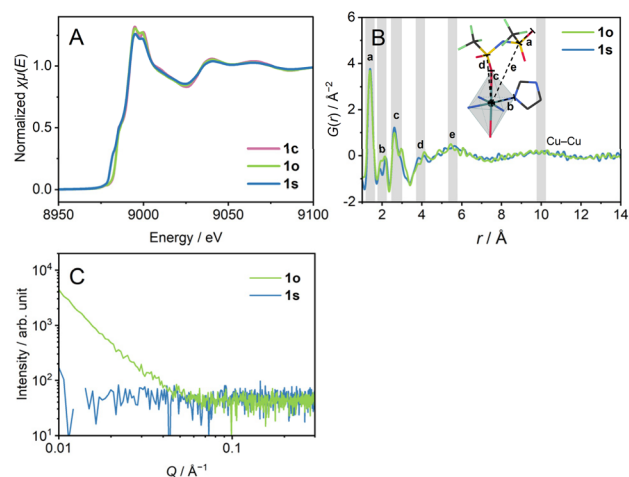 A
Normalized χμ(E)
1.0
0.5
0.0
1c
1o
1s
8950 9000 9050 9100
Energy / eV
B
G(r) / Å⁻²
6
4
2
0
-2
1o
1s
a
b
c
d
e
a
b
c
d
e
Cu–Cu
2 4 6 8 10 12 14
r / Å
C
Intensity / arb. unit
10⁴
10³
10²
10¹
1o
1s
0.01 0.1
Q / Å⁻¹